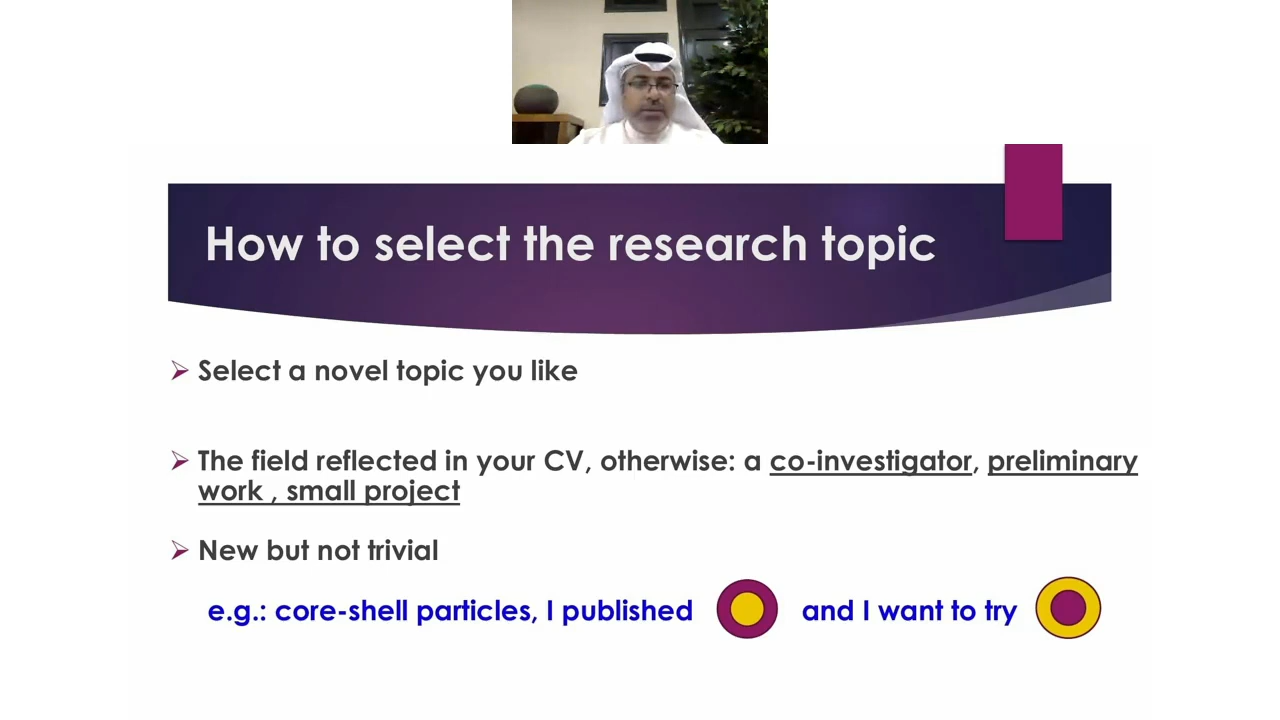 How to select the research topic
Select a novel topic you like
The field reflected in your CV, otherwise: a co-investigator, preliminary
work , small project
New but not trivial
e.g.: core-shell particles, I published and I want to try